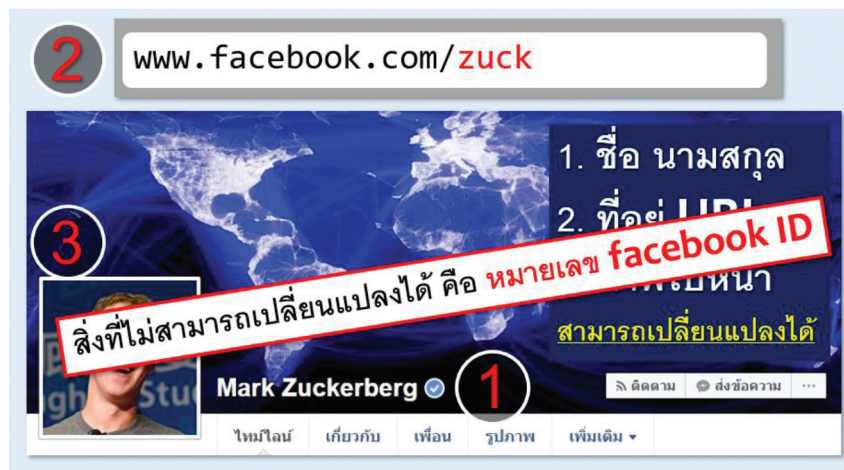 2
www.facebook.com/zuck
1. ชื่อ นามสกุล
2. ที่อยู่ URL
สามารถเปลี่ยนแปลงได้
3
สิ่งที่ไม่สามารถเปลี่ยนแปลงได้ คือ หมายเลข facebook ID
Mark Zuckerberg
1
ติดตาม
ส่งข้อความ
ไทม์ไลน์ เกี่ยวกับ เพื่อน รูปภาพ เพิ่มเติม